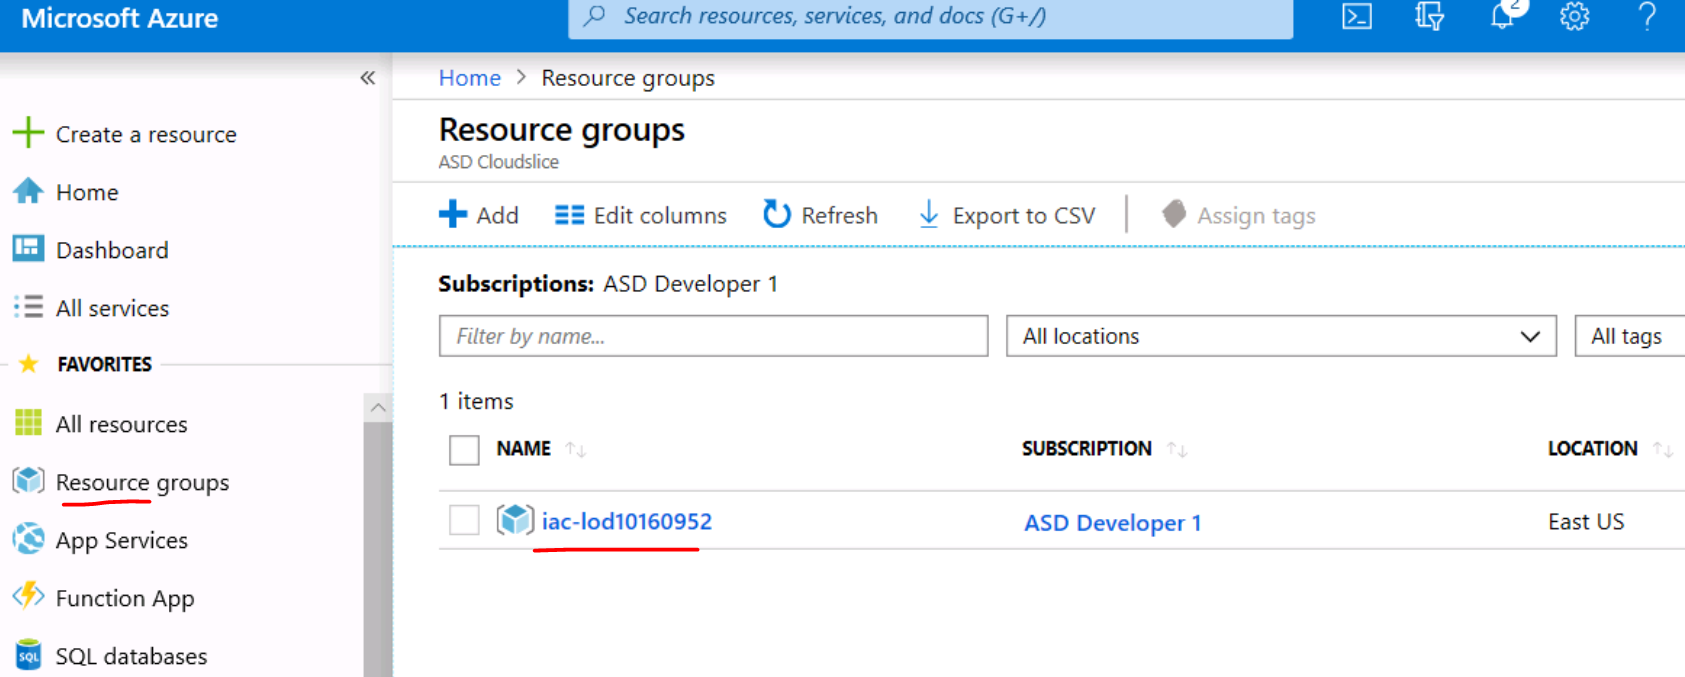 Microsoft Azure
Search resources, services, and docs (G+/)
2
?
«
Create a resource
Home
Dashboard
All services
FAVORITES
All resources
Resource groups
App Services
Function App
SQL
SQL databases
Home > Resource groups
Resource groups
ASD Cloudslice
Add
Edit columns
Refresh
Export to CSV
Assign tags
Subscriptions: ASD Developer 1
Filter by name...
All locations
All tags
1 items
NAME
SUBSCRIPTION
LOCATION
iac-lod10160952
ASD Developer 1
East US